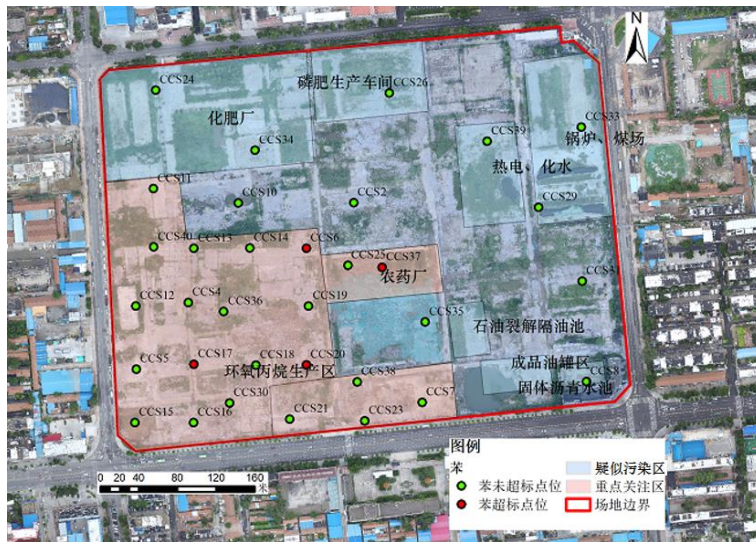 N
CCS24
磷肥生产车间
CCS26
化肥厂
CCS33
锅炉、煤场
CCS34
CCS39
热电、化水
CCS11
CCS10
CCS2
CCS29
CCS40
CCS13
CCS14
CCS6
CCS25
CCS37
农药厂
CCS31
CCS12
CCS4
CCS36
CCS19
CCS35
石油裂解隔油池
CCS5
CCS17
CCS18
CCS20
环氧丙烷生产区
成品油罐区
CCS8
固体沥青水池
CCS38
CCS30
CCS7
CCS15
CCS16
CCS21
CCS23
图例
苯
疑似污染区
苯未超标点位
重点关注区
苯超标点位
场地边界
0 20 40 80 120 160
米